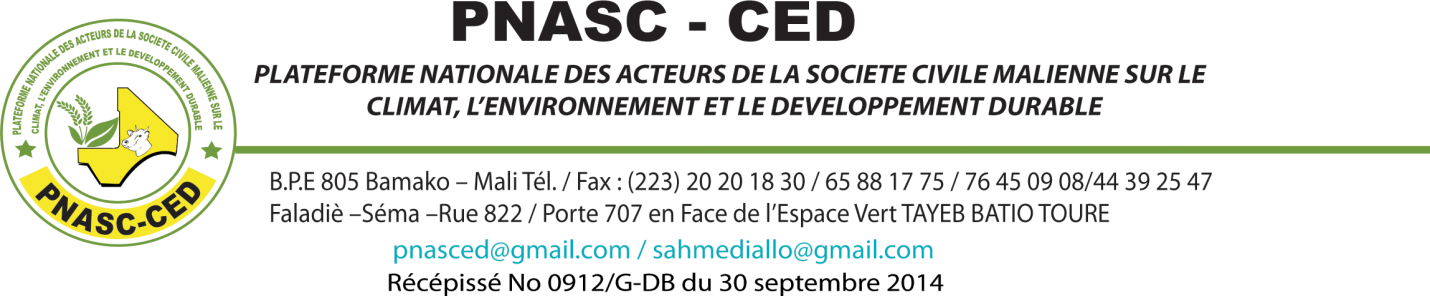 PNASC - CED
PLATEFORME NATIONALE DES ACTEURS DE LA SOCIETE CIVILE MALIENNE SUR LE
CLIMAT, L'ENVIRONNEMENT ET LE DEVELOPPEMENT DURABLE
PLATEFORME NATIONALE DES ACTEURS DE LA SOCIETE CIVILE MALIENNE SUR LE
CLIMAT, L'ENVIRONNEMENT ET LE DEVELOPPEMENT DURABLE
PNASC-CED
B.P.E 805 Bamako – Mali Tél. / Fax : (223) 20 20 18 30 / 65 88 17 75 / 76 45 09 08/44 39 25 47
Faladiè –Séma –Rue 822 / Porte 707 en Face de l'Espace Vert TAYEB BATIO TOURE
pnasced@gmail.com / sahmediallo@gmail.com
Récépissé No 0912/G-DB du 30 septembre 2014